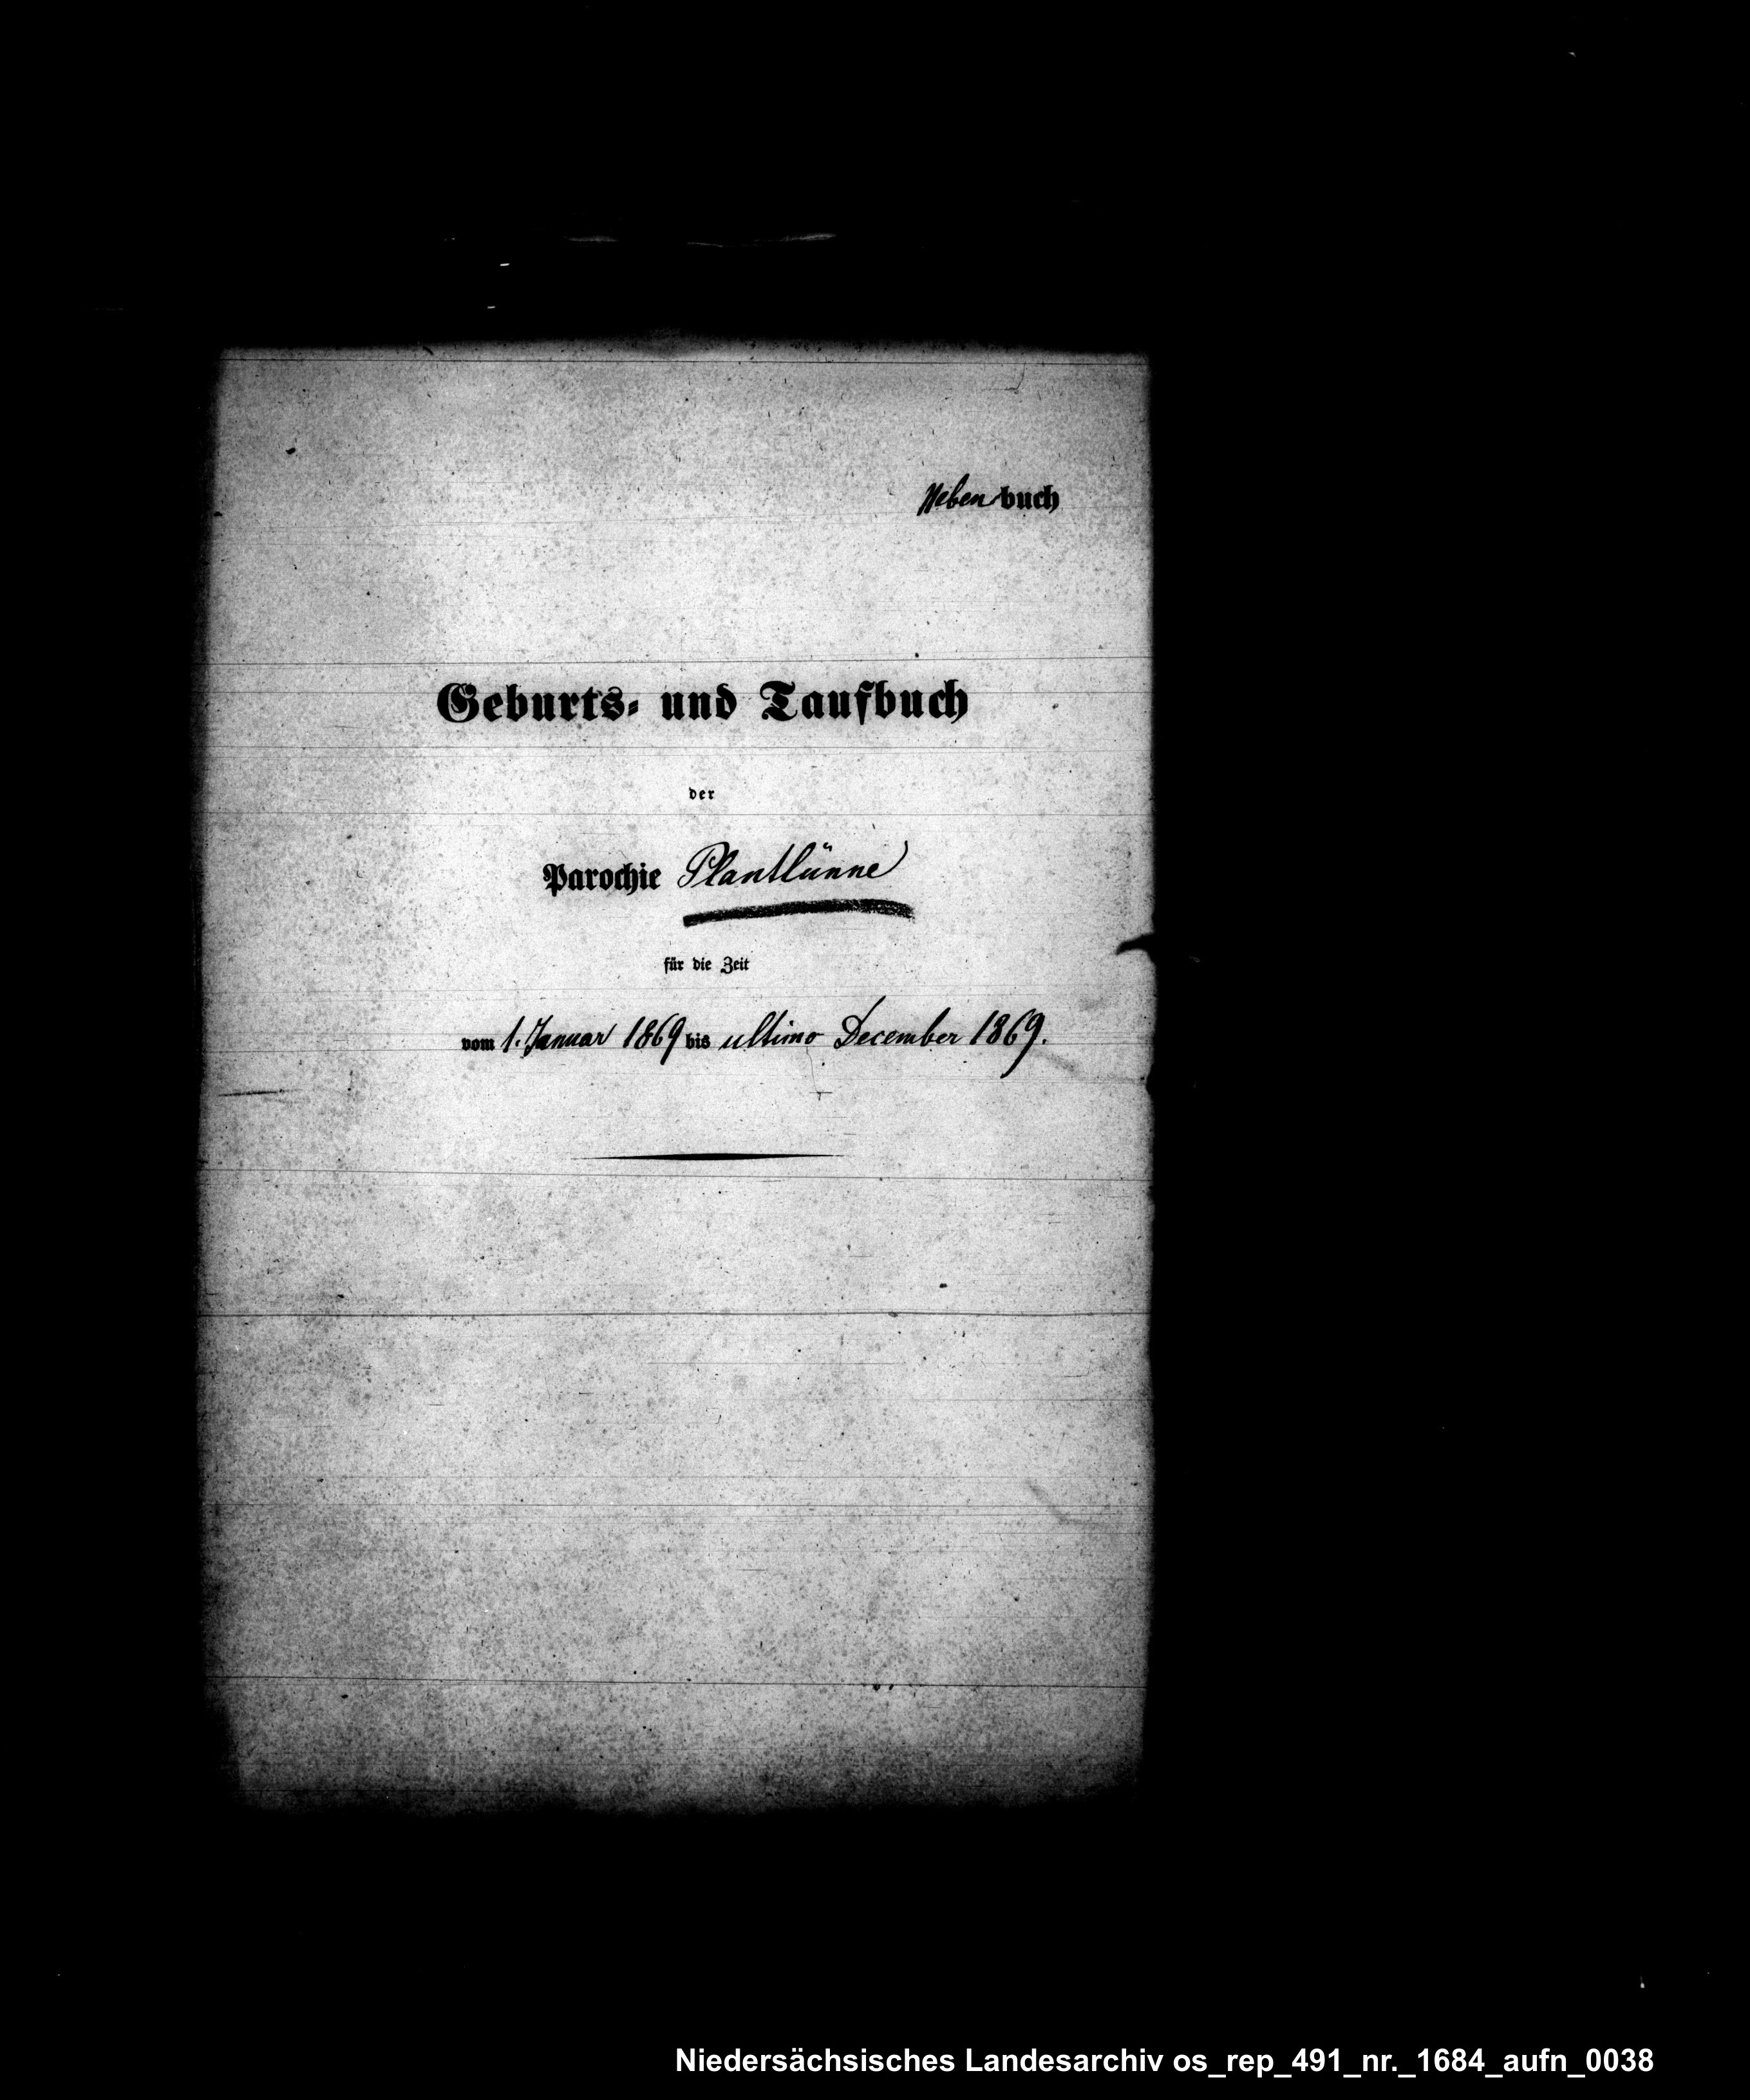 Nebenbuch
Geburts- und Taufbuch
der
Parochie Plantlünne
für die Zeit
vom 1. Januar 1869 bis ultimo December 1869.
Niedersächsisches Landesarchiv os_rep_491_nr._1684_aufn_0038